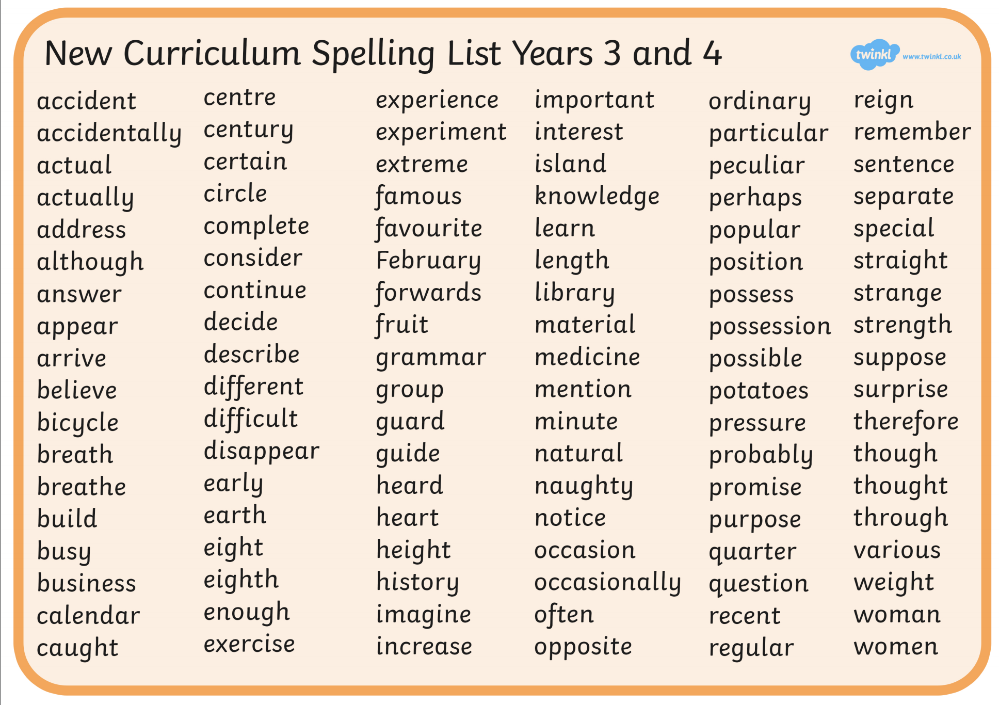 New Curriculum Spelling List Years 3 and 4
twinkl www.twinkl.co.uk
accident
accidentally
actual
actually
address
although
answer
appear
arrive
believe
bicycle
breath
breathe
build
busy
business
calendar
caught
centre
century
certain
circle
complete
consider
continue
decide
describe
different
difficult
disappear
early
earth
eight
eighth
enough
exercise
experience
experiment
extreme
famous
favourite
February
forwards
fruit
grammar
group
guard
guide
heard
heart
height
history
imagine
increase
important
interest
island
knowledge
learn
length
library
material
medicine
mention
minute
natural
naughty
notice
occasion
occasionally
often
opposite
ordinary
particular
peculiar
perhaps
popular
position
possess
possession
possible
potatoes
pressure
probably
promise
purpose
quarter
question
recent
regular
reign
remember
sentence
separate
special
straight
strange
strength
suppose
surprise
therefore
though
thought
through
various
weight
woman
women